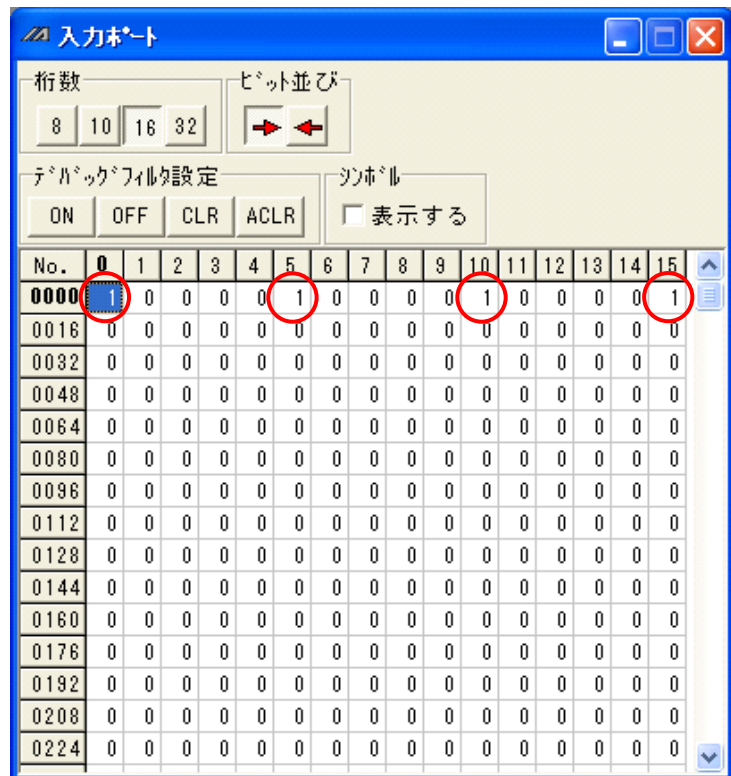 入力ポート
桁数 ビット並び
8 10 16 32
デバッグフィルタ設定 シンボル
ON OFF CLR ACLR 表示する
No. 0 1 2 3 4 5 6 7 8 9 10 11 12 13 14 15
0000 1 0 0 0 0 1 0 0 0 0 1 0 0 0 0 1
0016 0 0 0 0 0 0 0 0 0 0 0 0 0 0 0 0
0032 0 0 0 0 0 0 0 0 0 0 0 0 0 0 0 0
0048 0 0 0 0 0 0 0 0 0 0 0 0 0 0 0 0
0064 0 0 0 0 0 0 0 0 0 0 0 0 0 0 0 0
0080 0 0 0 0 0 0 0 0 0 0 0 0 0 0 0 0
0096 0 0 0 0 0 0 0 0 0 0 0 0 0 0 0 0
0112 0 0 0 0 0 0 0 0 0 0 0 0 0 0 0 0
0128 0 0 0 0 0 0 0 0 0 0 0 0 0 0 0 0
0144 0 0 0 0 0 0 0 0 0 0 0 0 0 0 0 0
0160 0 0 0 0 0 0 0 0 0 0 0 0 0 0 0 0
0176 0 0 0 0 0 0 0 0 0 0 0 0 0 0 0 0
0192 0 0 0 0 0 0 0 0 0 0 0 0 0 0 0 0
0208 0 0 0 0 0 0 0 0 0 0 0 0 0 0 0 0
0224 0 0 0 0 0 0 0 0 0 0 0 0 0 0 0 0